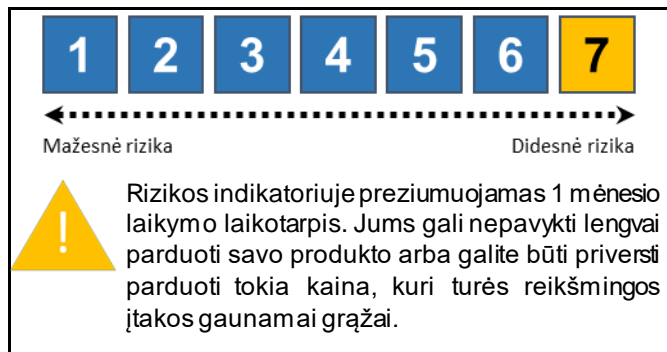 1 2 3 4 5 6 7
Mažesnė rizika Didesnė rizika
! Rizikos indikatoriuje preziumuojamas 1 mėnesio
laikymo laikotarpis. Jums gali nepavykti lengvai
parduoti savo produkto arba galite būti priversti
parduoti tokia kaina, kuri turės reikšmingos
įtakos gaunamai grąžai.